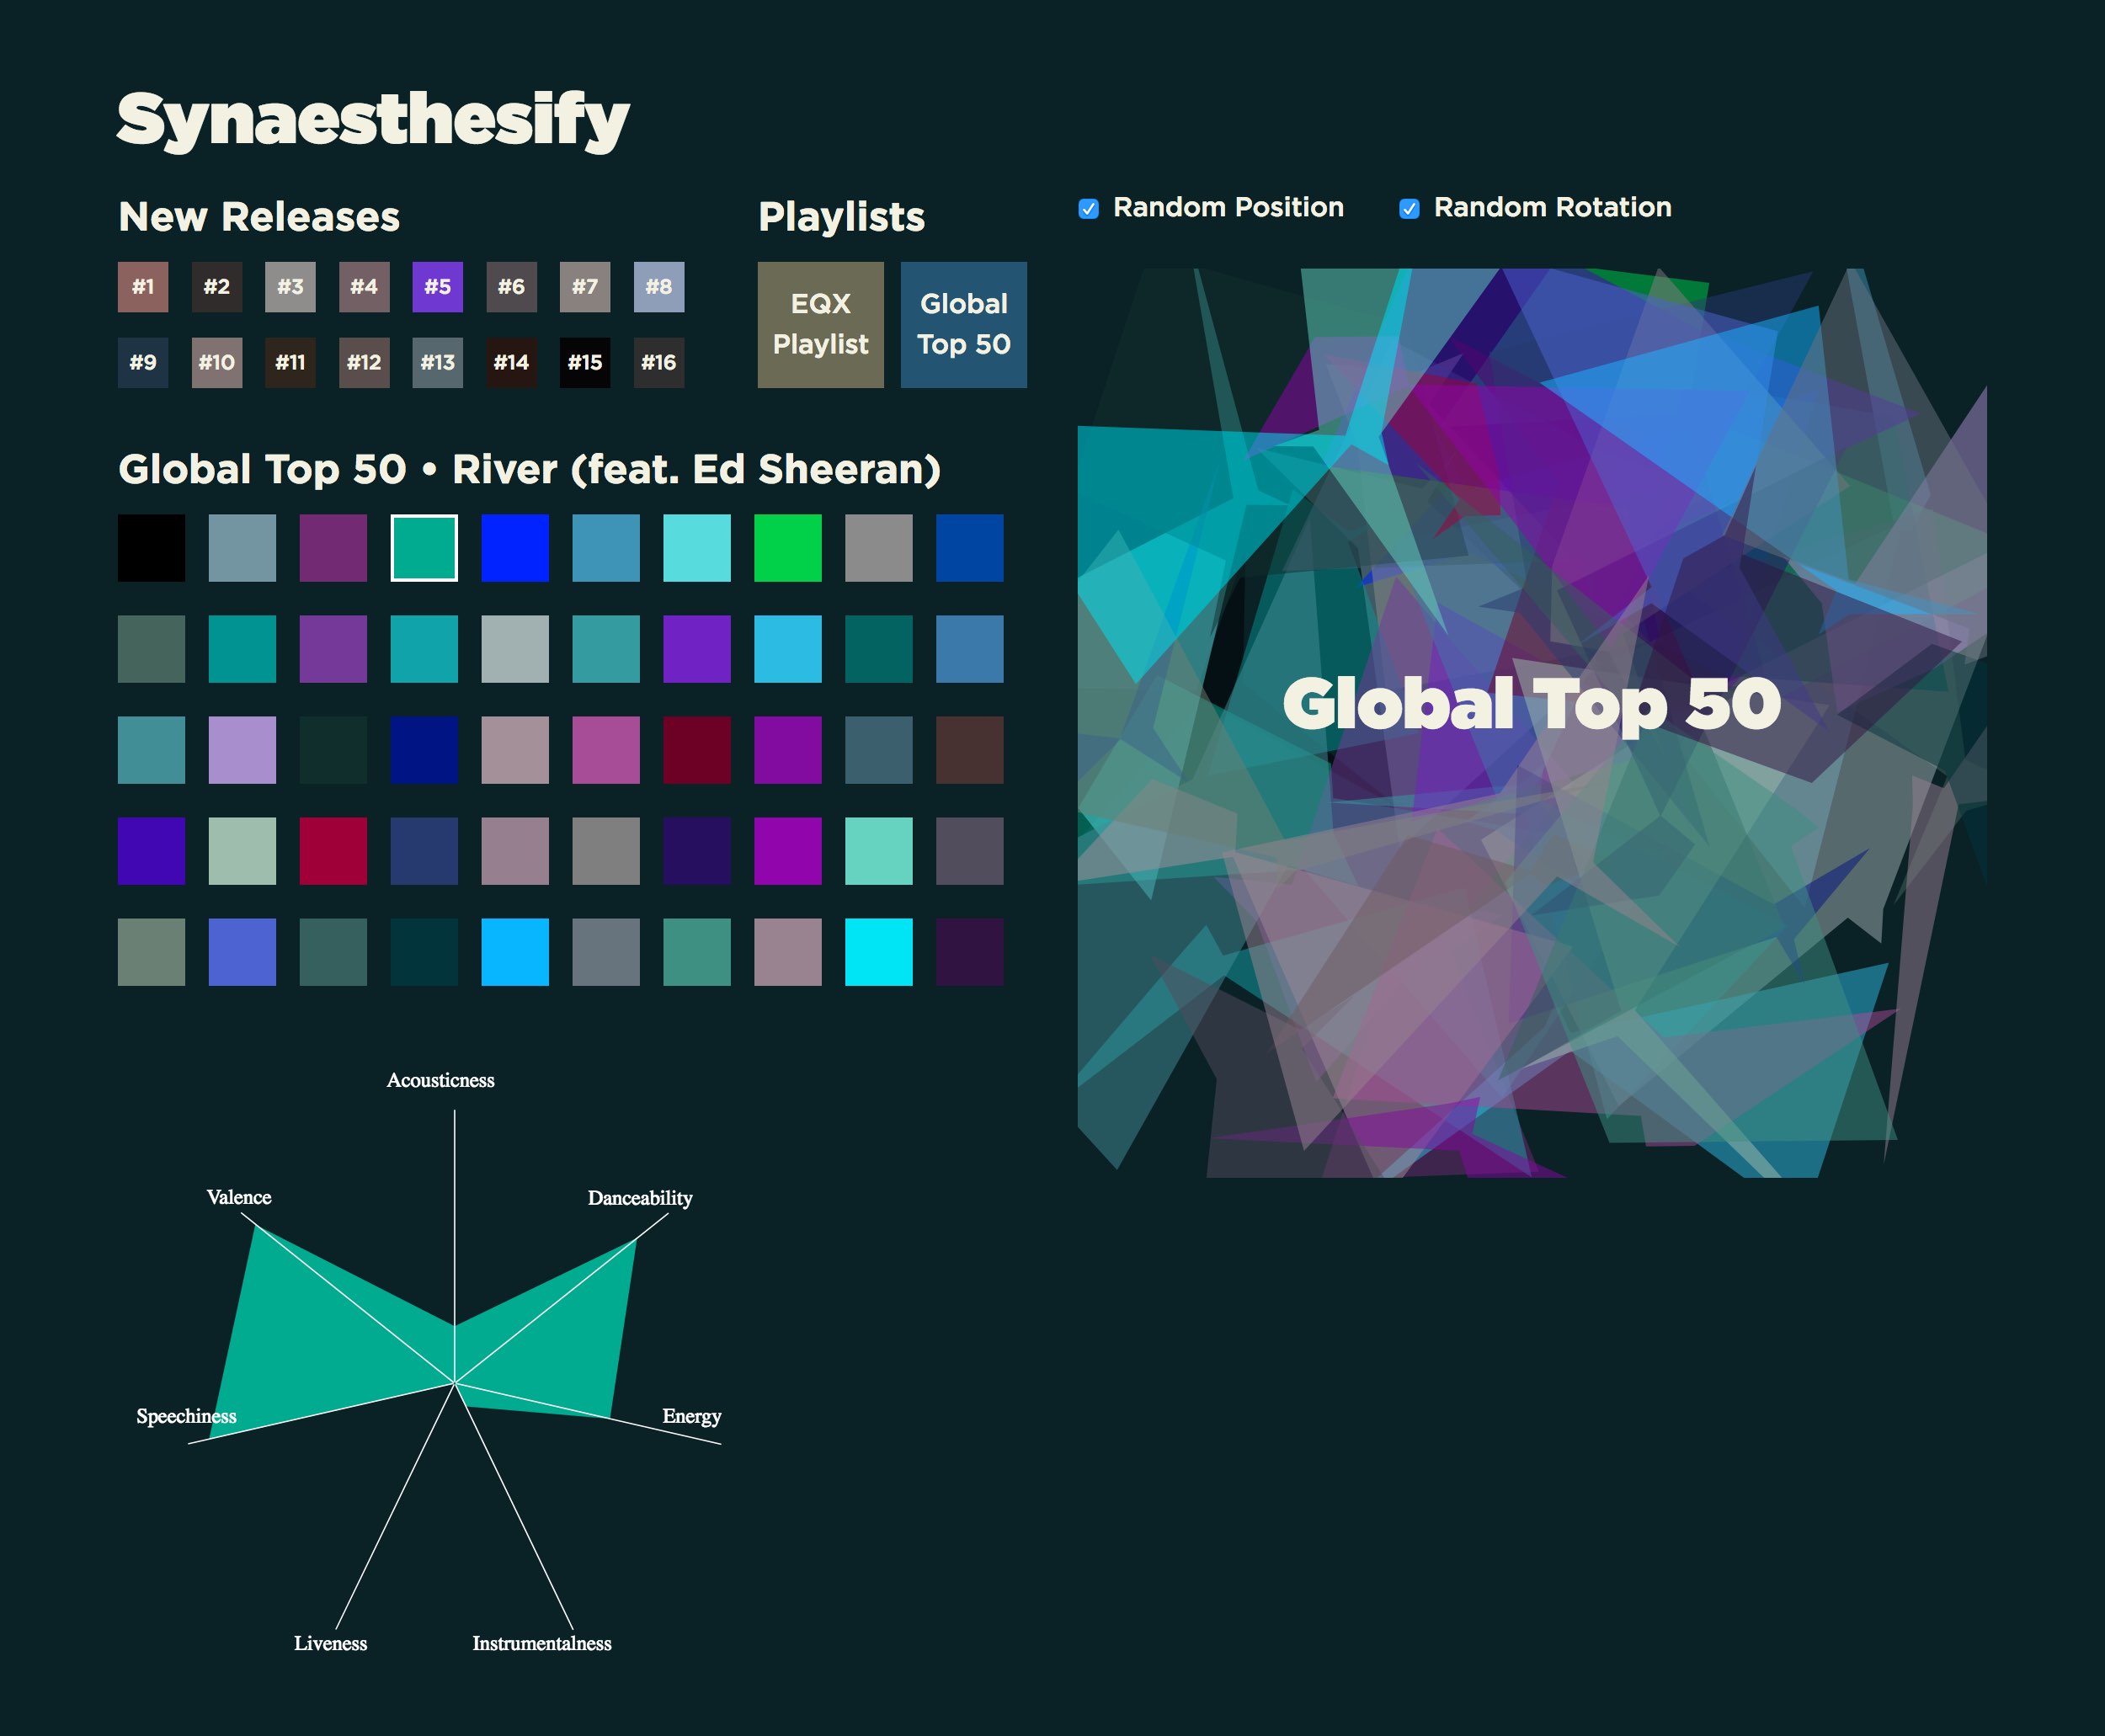 Synaesthesify
New Releases
#1 #2 #3 #4 #5 #6 #7 #8
#9 #10 #11 #12 #13 #14 #15 #16
Playlists
EQX
Playlist
Global
Top 50
Random Position
Random Rotation
Global Top 50 • River (feat. Ed Sheeran)
Global Top 50
Acousticness
Valence
Danceability
Speechiness
Energy
Liveness
Instrumentalness